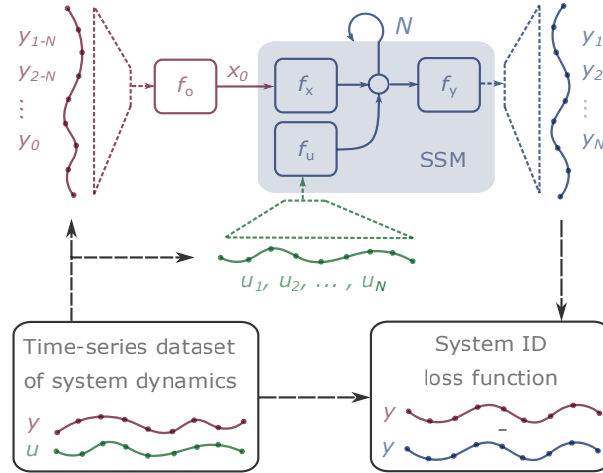 y1-N
y2-N
...
y0
fo
x0
fx
fu
N
fy
SSM
y1
y2
...
yN
u1, u2, ... , uN
Time-series dataset
of system dynamics
y
u
System ID
loss function
y
-
y